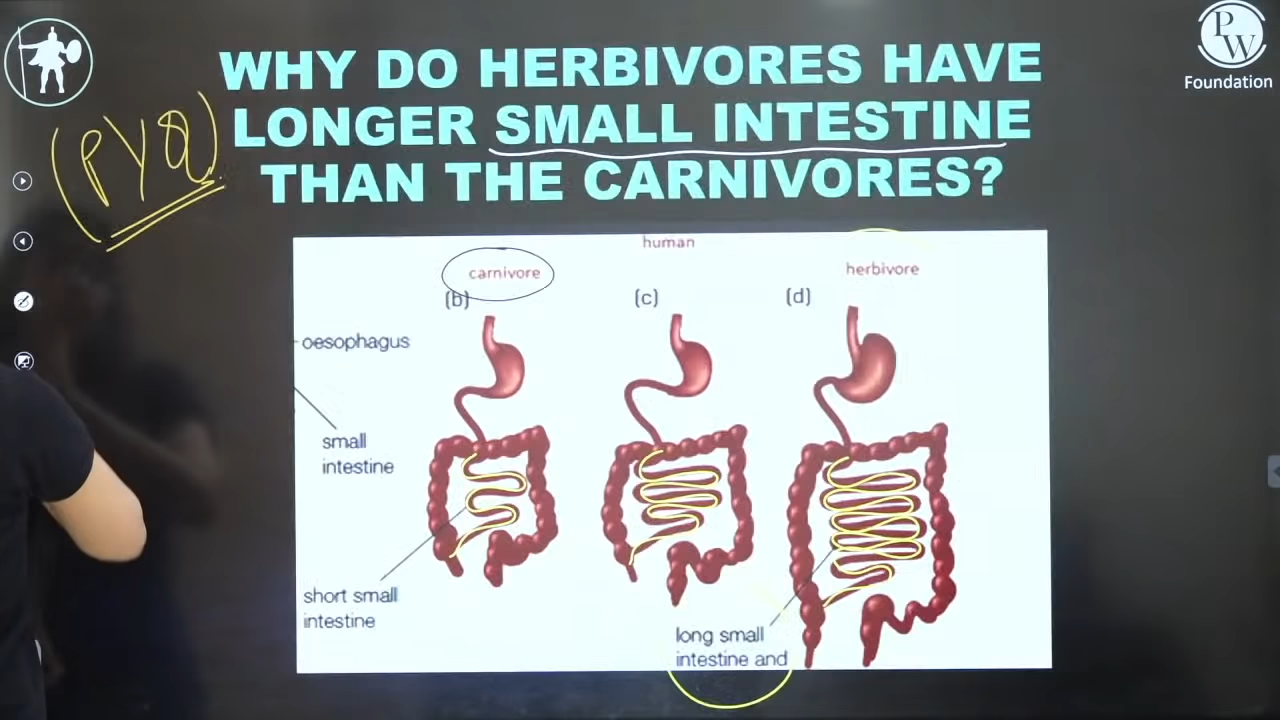 PW
Foundation
WHY DO HERBIVORES HAVE
LONGER SMALL INTESTINE
THAN THE CARNIVORES?
(PYQ)
human
carnivore
herbivore
(b)
(c)
(d)
oesophagus
small
intestine
short small
intestine
long small
intestine and